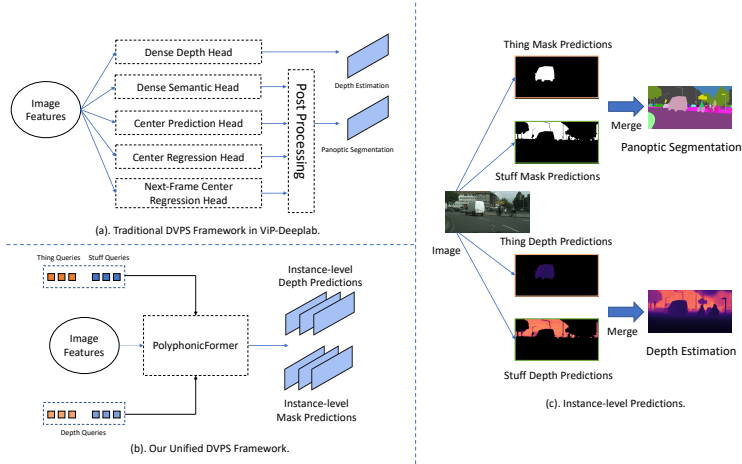 Dense Depth Head
Dense Semantic Head
Center Prediction Head
Center Regression Head
Next-Frame Center
Regression Head
Image
Features
Post Processing
Depth Estimation
Panoptic Segmentation
(a). Traditional DVPS Framework in ViP-Deeplab.
Thing Queries
Stuff Queries
Image
Features
PolyphonicFormer
Depth Queries
Instance-level
Depth Predictions
Instance-level
Mask Predictions
(b). Our Unified DVPS Framework.
Thing Mask Predictions
Merge
Panoptic Segmentation
Stuff Mask Predictions
Image
Thing Depth Predictions
Merge
Depth Estimation
Stuff Depth Predictions
(c). Instance-level Predictions.